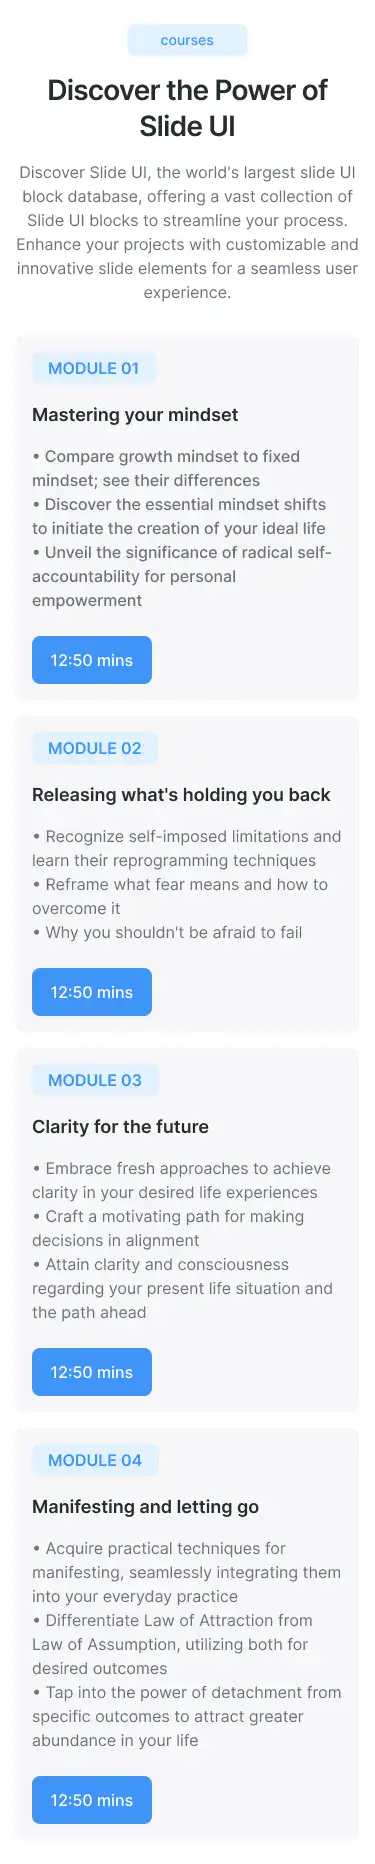 courses
Discover the Power of
Slide UI
Discover Slide UI, the world's largest slide UI
block database, offering a vast collection of
Slide UI blocks to streamline your process.
Enhance your projects with customizable and
innovative slide elements for a seamless user
experience.
MODULE 01
Mastering your mindset
• Compare growth mindset to fixed
mindset; see their differences
• Discover the essential mindset shifts
to initiate the creation of your ideal life
• Unveil the significance of radical self-
accountability for personal
empowerment
12:50 mins
MODULE 02
Releasing what's holding you back
• Recognize self-imposed limitations and
learn their reprogramming techniques
• Reframe what fear means and how to
overcome it
• Why you shouldn't be afraid to fail
12:50 mins
MODULE 03
Clarity for the future
• Embrace fresh approaches to achieve
clarity in your desired life experiences
• Craft a motivating path for making
decisions in alignment
• Attain clarity and consciousness
regarding your present life situation and
the path ahead
12:50 mins
MODULE 04
Manifesting and letting go
• Acquire practical techniques for
manifesting, seamlessly integrating them
into your everyday practice
• Differentiate Law of Attraction from
Law of Assumption, utilizing both for
desired outcomes
• Tap into the power of detachment from
specific outcomes to attract greater
abundance in your life
12:50 mins